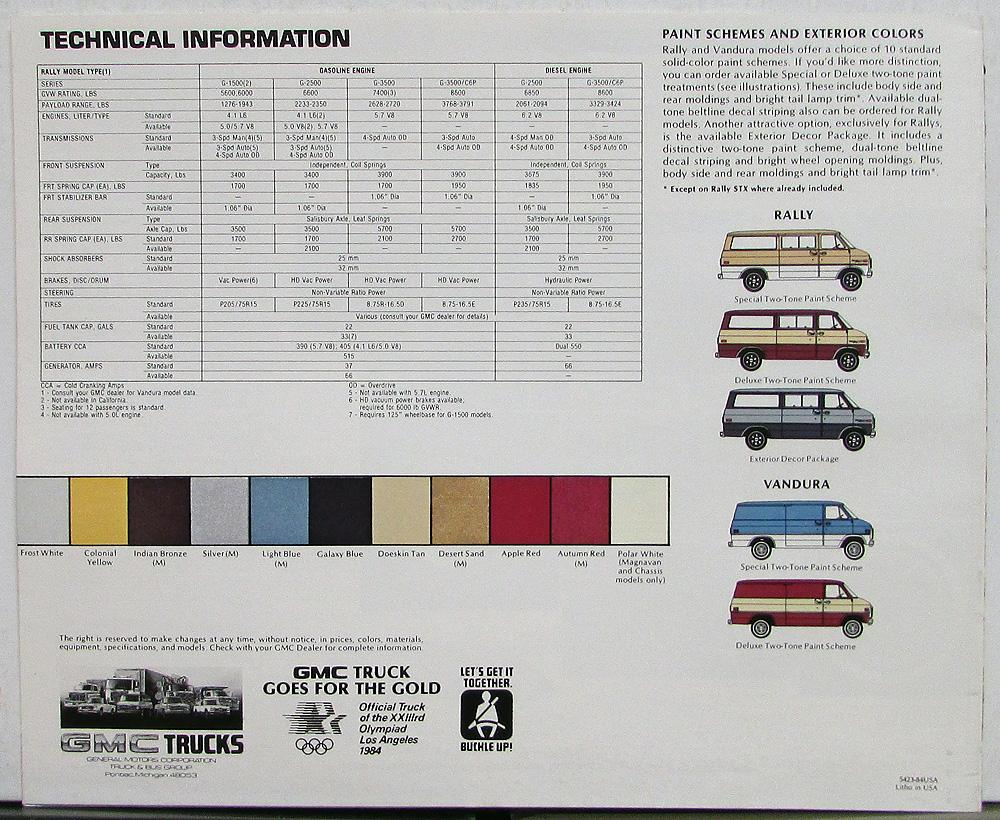 TECHNICAL INFORMATION
RALLY MODEL TYPE(1) GASOLINE ENGINE DIESEL ENGINE
SERIES G-1500(2) G-2500 G-3500 G-3500/C6P G-2500 G-3500/C6P
GVW RATING, LBS 5600,6000 6600 7400(3) 8600 6850 8600
PAYLOAD RANGE, LBS 1276-1943 2233-2350 2628-2720 3768-3791 2061-2094 3329-3424
ENGINES, LITER/TYPE Standard 4.1 L6 4.1 L6(2) 5.7 V8 5.7 V8 6.2 V8 6.2 V8
Available 5.0/5.7 V8 5.0 V8(2) 5.7 V8 — — — —
TRANSMISSIONS Standard 3-Spd Man(4)(5) 3-Spd Man(4)(5) 4-Spd Auto OD 3-Spd Auto 4-Spd Man OD 3-Spd Auto
Available 3-Spd Auto(5) 3-Spd Auto(5) — 4-Spd Auto OD 4-Spd Auto OD 4-Spd Auto OD
4-Spd Auto OD 4-Spd Auto OD
FRONT SUSPENSION Type Independent, Coil Springs Independent, Coil Springs
Capacity, Lbs 3400 3400 3900 3900 3675 3900
FRT SPRING CAP (EA), LBS 1700 1700 1700 1950 1835 1950
FRT STABILIZER BAR Standard — — 1.06" Dia 1.06" Dia — 1.06" Dia
Available 1.06" Dia 1.06" Dia — — 1.06" Dia —
REAR SUSPENSION Type Salisbury Axle, Leaf Springs Salisbury Axle, Leaf Springs
Axle Cap, Lbs 3500 3500 5700 5700 3500 5700
RR SPRING CAP (EA), LBS Standard 1700 1700 2100 2700 1700 2700
Available — 2100 — — 2100 —
SHOCK ABSORBERS Standard 25 mm 25 mm
Available 32 mm 32 mm
BRAKES, DISC/DRUM Vac Power(6) HD Vac Power HD Vac Power HD Vac Power Hydraulic Power
STEERING Non-Variable Ratio Power Non-Variable Ratio Power
TIRES Standard P205/75R15 P225/75R15 8.75R-16.5D 8.75-16.5E P235/75R15 8.75-16.5E
Available Various (consult your GMC dealer for details)
FUEL TANK CAP, GALS Standard 22 22
Available 33(7) 33
BATTERY CCA Standard 390 (5.7 V8); 405 (4.1 L6/5.0 V8) Dual 550
Available 515 —
GENERATOR, AMPS Standard 37 66
Available 66 —
CCA = Cold Cranking Amps
1 - Consult your GMC dealer for Vandura model data.
2 - Not available in California.
3 - Seating for 12 passengers is standard.
4 - Not available with 5.0L engine.
OD = Overdrive
5 - Not available with 5.7L engine.
6 - HD vacuum power brakes available;
required for 6000 lb GVWR.
7 - Requires 125" wheelbase for G-1500 models.
PAINT SCHEMES AND EXTERIOR COLORS
Rally and Vandura models offer a choice of 10 standard
solid-color paint schemes. If you'd like more distinction,
you can order available Special or Deluxe two-tone paint
treatments (see illustrations). These include body side and
rear moldings and bright tail lamp trim*. Available dual-
tone beltline decal striping also can be ordered for Rally
models. Another attractive option, exclusively for Rallys,
is the available Exterior Decor Package. It includes a
distinctive two-tone paint scheme, dual-tone beltline
decal striping and bright wheel opening moldings. Plus,
body side and rear moldings and bright tail lamp trim*.
* Except on Rally STX where already included.
RALLY
Special Two-Tone Paint Scheme
Deluxe Two-Tone Paint Scheme
Exterior Decor Package
VANDURA
Special Two-Tone Paint Scheme
Deluxe Two-Tone Paint Scheme
Frost White
Colonial
Yellow
Indian Bronze
(M)
Silver(M)
Light Blue
(M)
Galaxy Blue
Doeskin Tan
Desert Sand
(M)
Apple Red
Autumn Red
(M)
Polar White
(Magnavan
and Chassis
models only)
The right is reserved to make changes at any time, without notice, in prices, colors, materials,
equipment, specifications, and models. Check with your GMC Dealer for complete information.
GMC TRUCKS
GENERAL MOTORS CORPORATION
TRUCK & BUS GROUP
Pontiac, Michigan 48053
GMC TRUCK
GOES FOR THE GOLD
Official Truck
of the XXIIIrd
Olympiad
Los Angeles
1984
LET'S GET IT
TOGETHER.
BUCKLE UP!
5423-84USA
Litho in USA